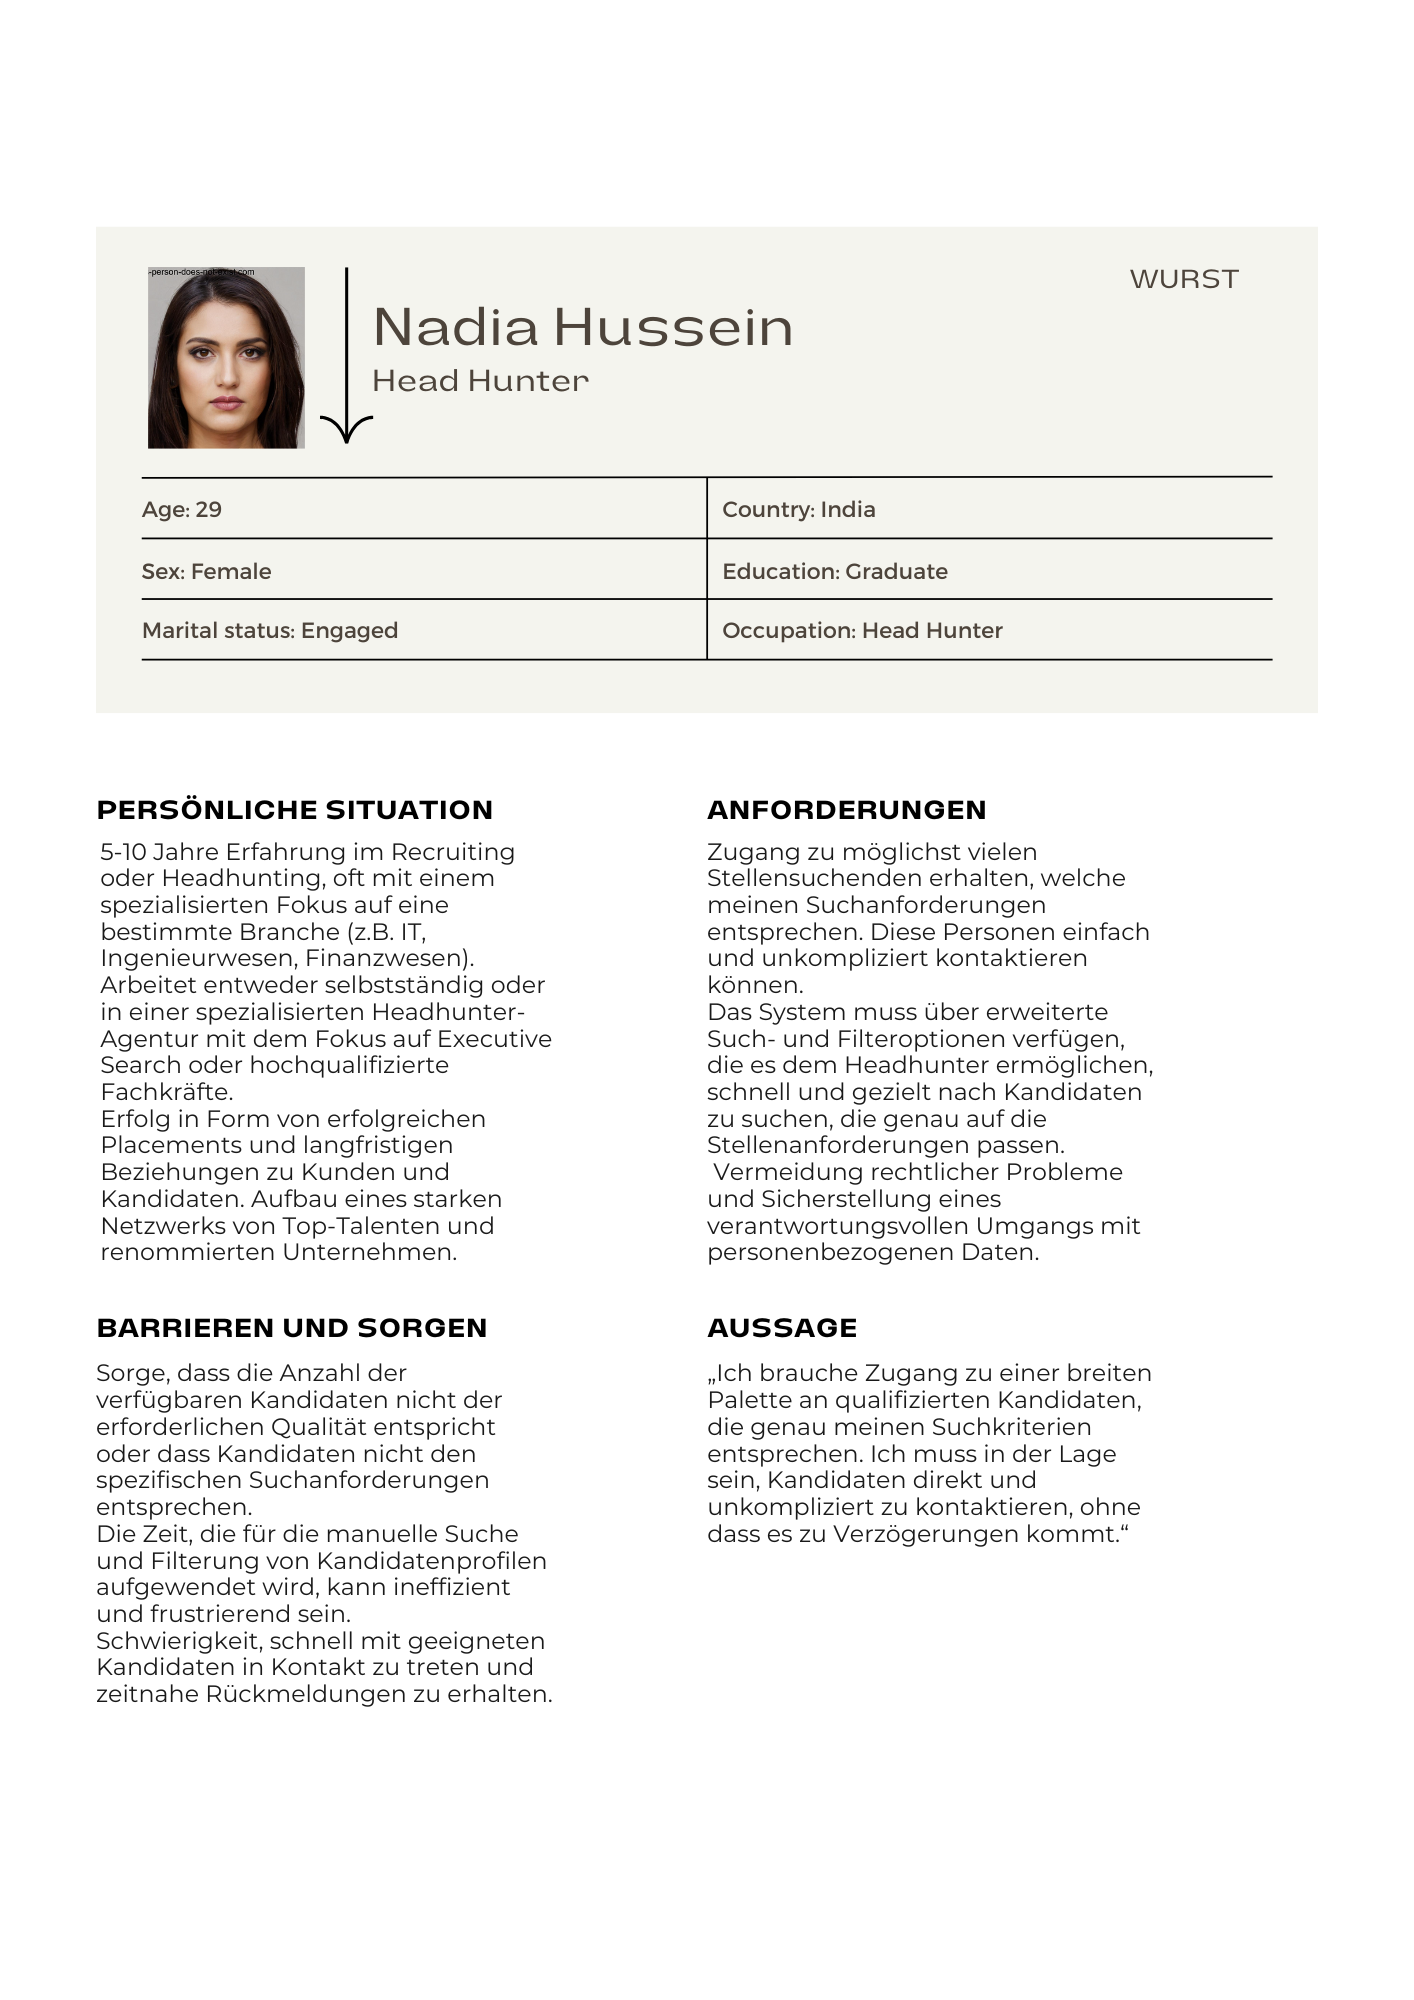 -person-does-not-exist.com
WURST
Nadia Hussein
Head Hunter
Age: 29
Country: India
Sex: Female
Education: Graduate
Marital status: Engaged
Occupation: Head Hunter
PERSÖNLICHE SITUATION
5-10 Jahre Erfahrung im Recruiting
oder Headhunting, oft mit einem
spezialisierten Fokus auf eine
bestimmte Branche (z.B. IT,
Ingenieurwesen, Finanzwesen).
Arbeitet entweder selbstständig oder
in einer spezialisierten Headhunter-
Agentur mit dem Fokus auf Executive
Search oder hochqualifizierte
Fachkräfte.
Erfolg in Form von erfolgreichen
Placements und langfristigen
Beziehungen zu Kunden und
Kandidaten. Aufbau eines starken
Netzwerks von Top-Talenten und
renommierten Unternehmen.
ANFORDERUNGEN
Zugang zu möglichst vielen
Stellensuchenden erhalten, welche
meinen Suchanforderungen
entsprechen. Diese Personen einfach
und unkompliziert kontaktieren
können.
Das System muss über erweiterte
Such- und Filteroptionen verfügen,
die es dem Headhunter ermöglichen,
schnell und gezielt nach Kandidaten
zu suchen, die genau auf die
Stellenanforderungen passen.
Vermeidung rechtlicher Probleme
und Sicherstellung eines
verantwortungsvollen Umgangs mit
personenbezogenen Daten.
BARRIEREN UND SORGEN
Sorge, dass die Anzahl der
verfügbaren Kandidaten nicht der
erforderlichen Qualität entspricht
oder dass Kandidaten nicht den
spezifischen Suchanforderungen
entsprechen.
Die Zeit, die für die manuelle Suche
und Filterung von Kandidatenprofilen
aufgewendet wird, kann ineffizient
und frustrierend sein.
Schwierigkeit, schnell mit geeigneten
Kandidaten in Kontakt zu treten und
zeitnahe Rückmeldungen zu erhalten.
AUSSAGE
„Ich brauche Zugang zu einer breiten
Palette an qualifizierten Kandidaten,
die genau meinen Suchkriterien
entsprechen. Ich muss in der Lage
sein, Kandidaten direkt und
unkompliziert zu kontaktieren, ohne
dass es zu Verzögerungen kommt.“